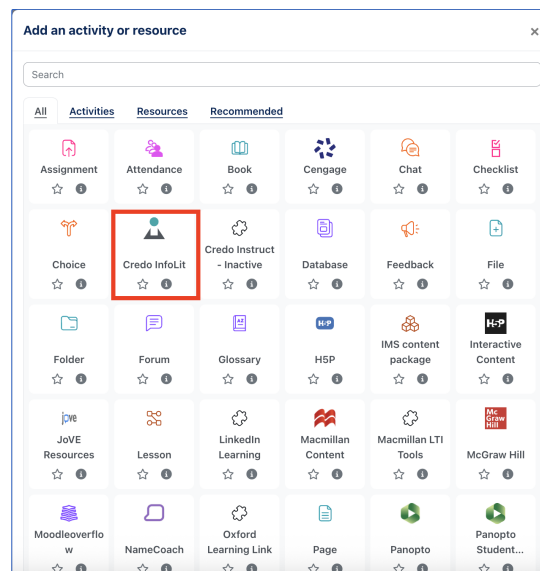 Add an activity or resource
×
Search
All Activities Resources Recommended
Assignment Attendance Book Cengage Chat Checklist
Choice Credo InfoLit Credo Instruct - Inactive Database Feedback File
Folder Forum AZ Glossary H5P H5P IMS content package H5P Interactive Content
jove JoVE Resources Lesson LinkedIn Learning Macmillan Content Macmillan LTI Tools Mc Graw Hill McGraw Hill
Moodleoverflo
w NameCoach Oxford Learning Link Page Panopto Panopto Student...